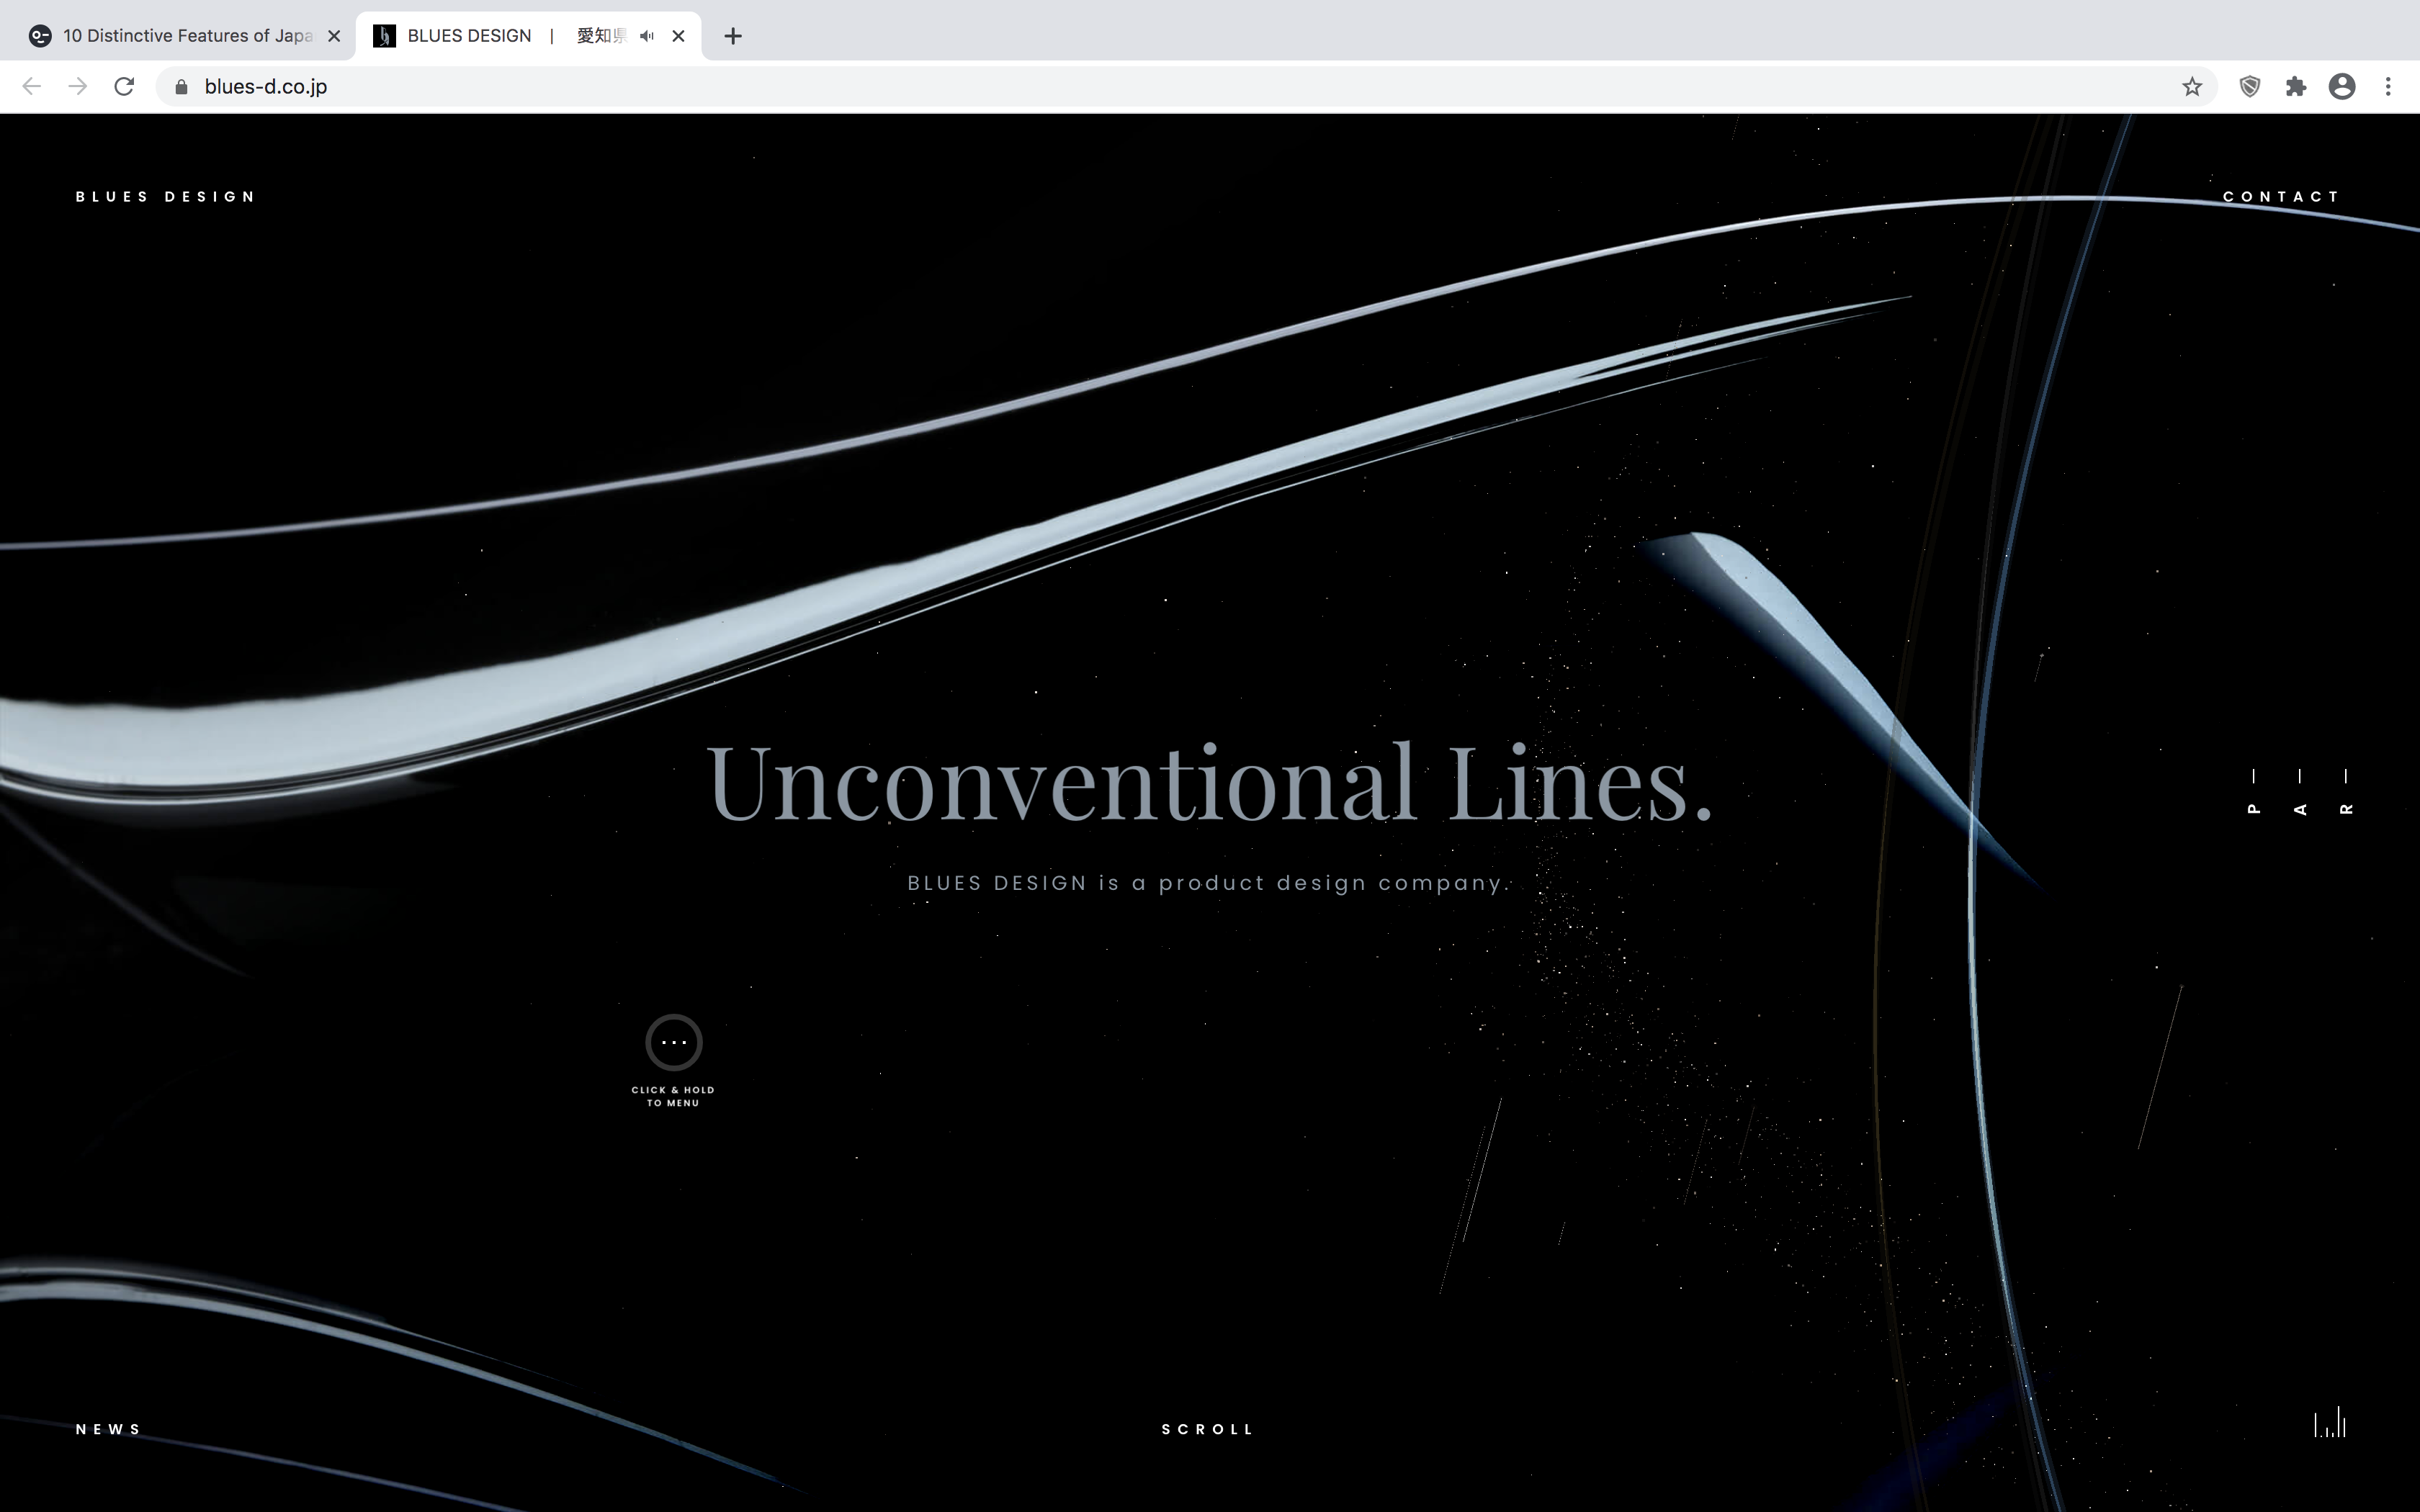 10 Distinctive Features of Japa
BLUES DESIGN | 愛知県
blues-d.co.jp
BLUES DESIGN
CONTACT
Unconventional Lines.
P A R
BLUES DESIGN is a product design company.
CLICK & HOLD
TO MENU
NEWS
SCROLL